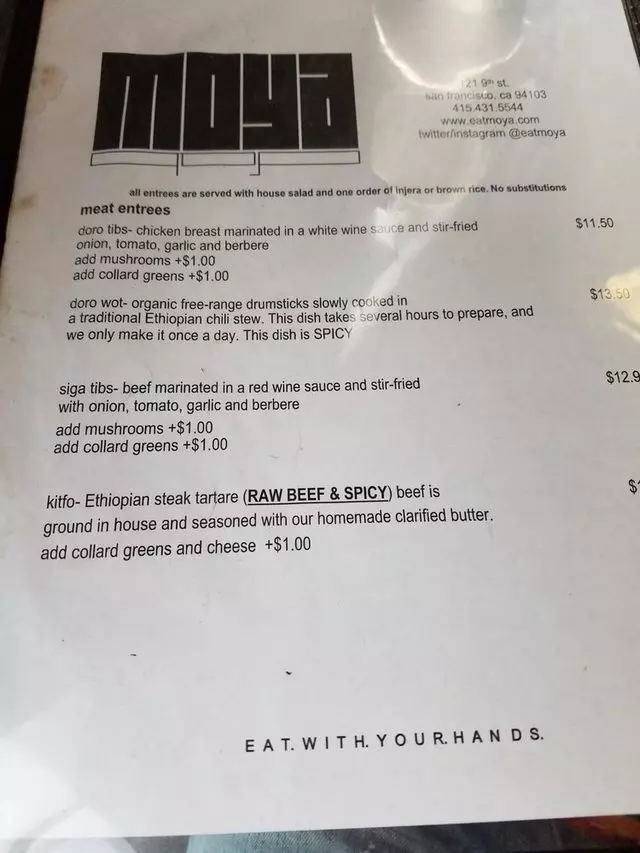 moya
121 9th st.
san francisco, ca 94103
415.431.5544
www.eatmoya.com
twitter/instagram @eatmoya
all entrees are served with house salad and one order of injera or brown rice. No substitutions
meat entrees
doro tibs- chicken breast marinated in a white wine sauce and stir-fried $11.50
onion, tomato, garlic and berbere
add mushrooms +$1.00
add collard greens +$1.00
doro wot- organic free-range drumsticks slowly cooked in $13.50
a traditional Ethiopian chili stew. This dish takes several hours to prepare, and
we only make it once a day. This dish is SPICY
siga tibs- beef marinated in a red wine sauce and stir-fried $12.9
with onion, tomato, garlic and berbere
add mushrooms +$1.00
add collard greens +$1.00
kitfo- Ethiopian steak tartare (RAW BEEF & SPICY) beef is
ground in house and seasoned with our homemade clarified butter.
add collard greens and cheese +$1.00
EAT. WITH. YOUR. HANDS.